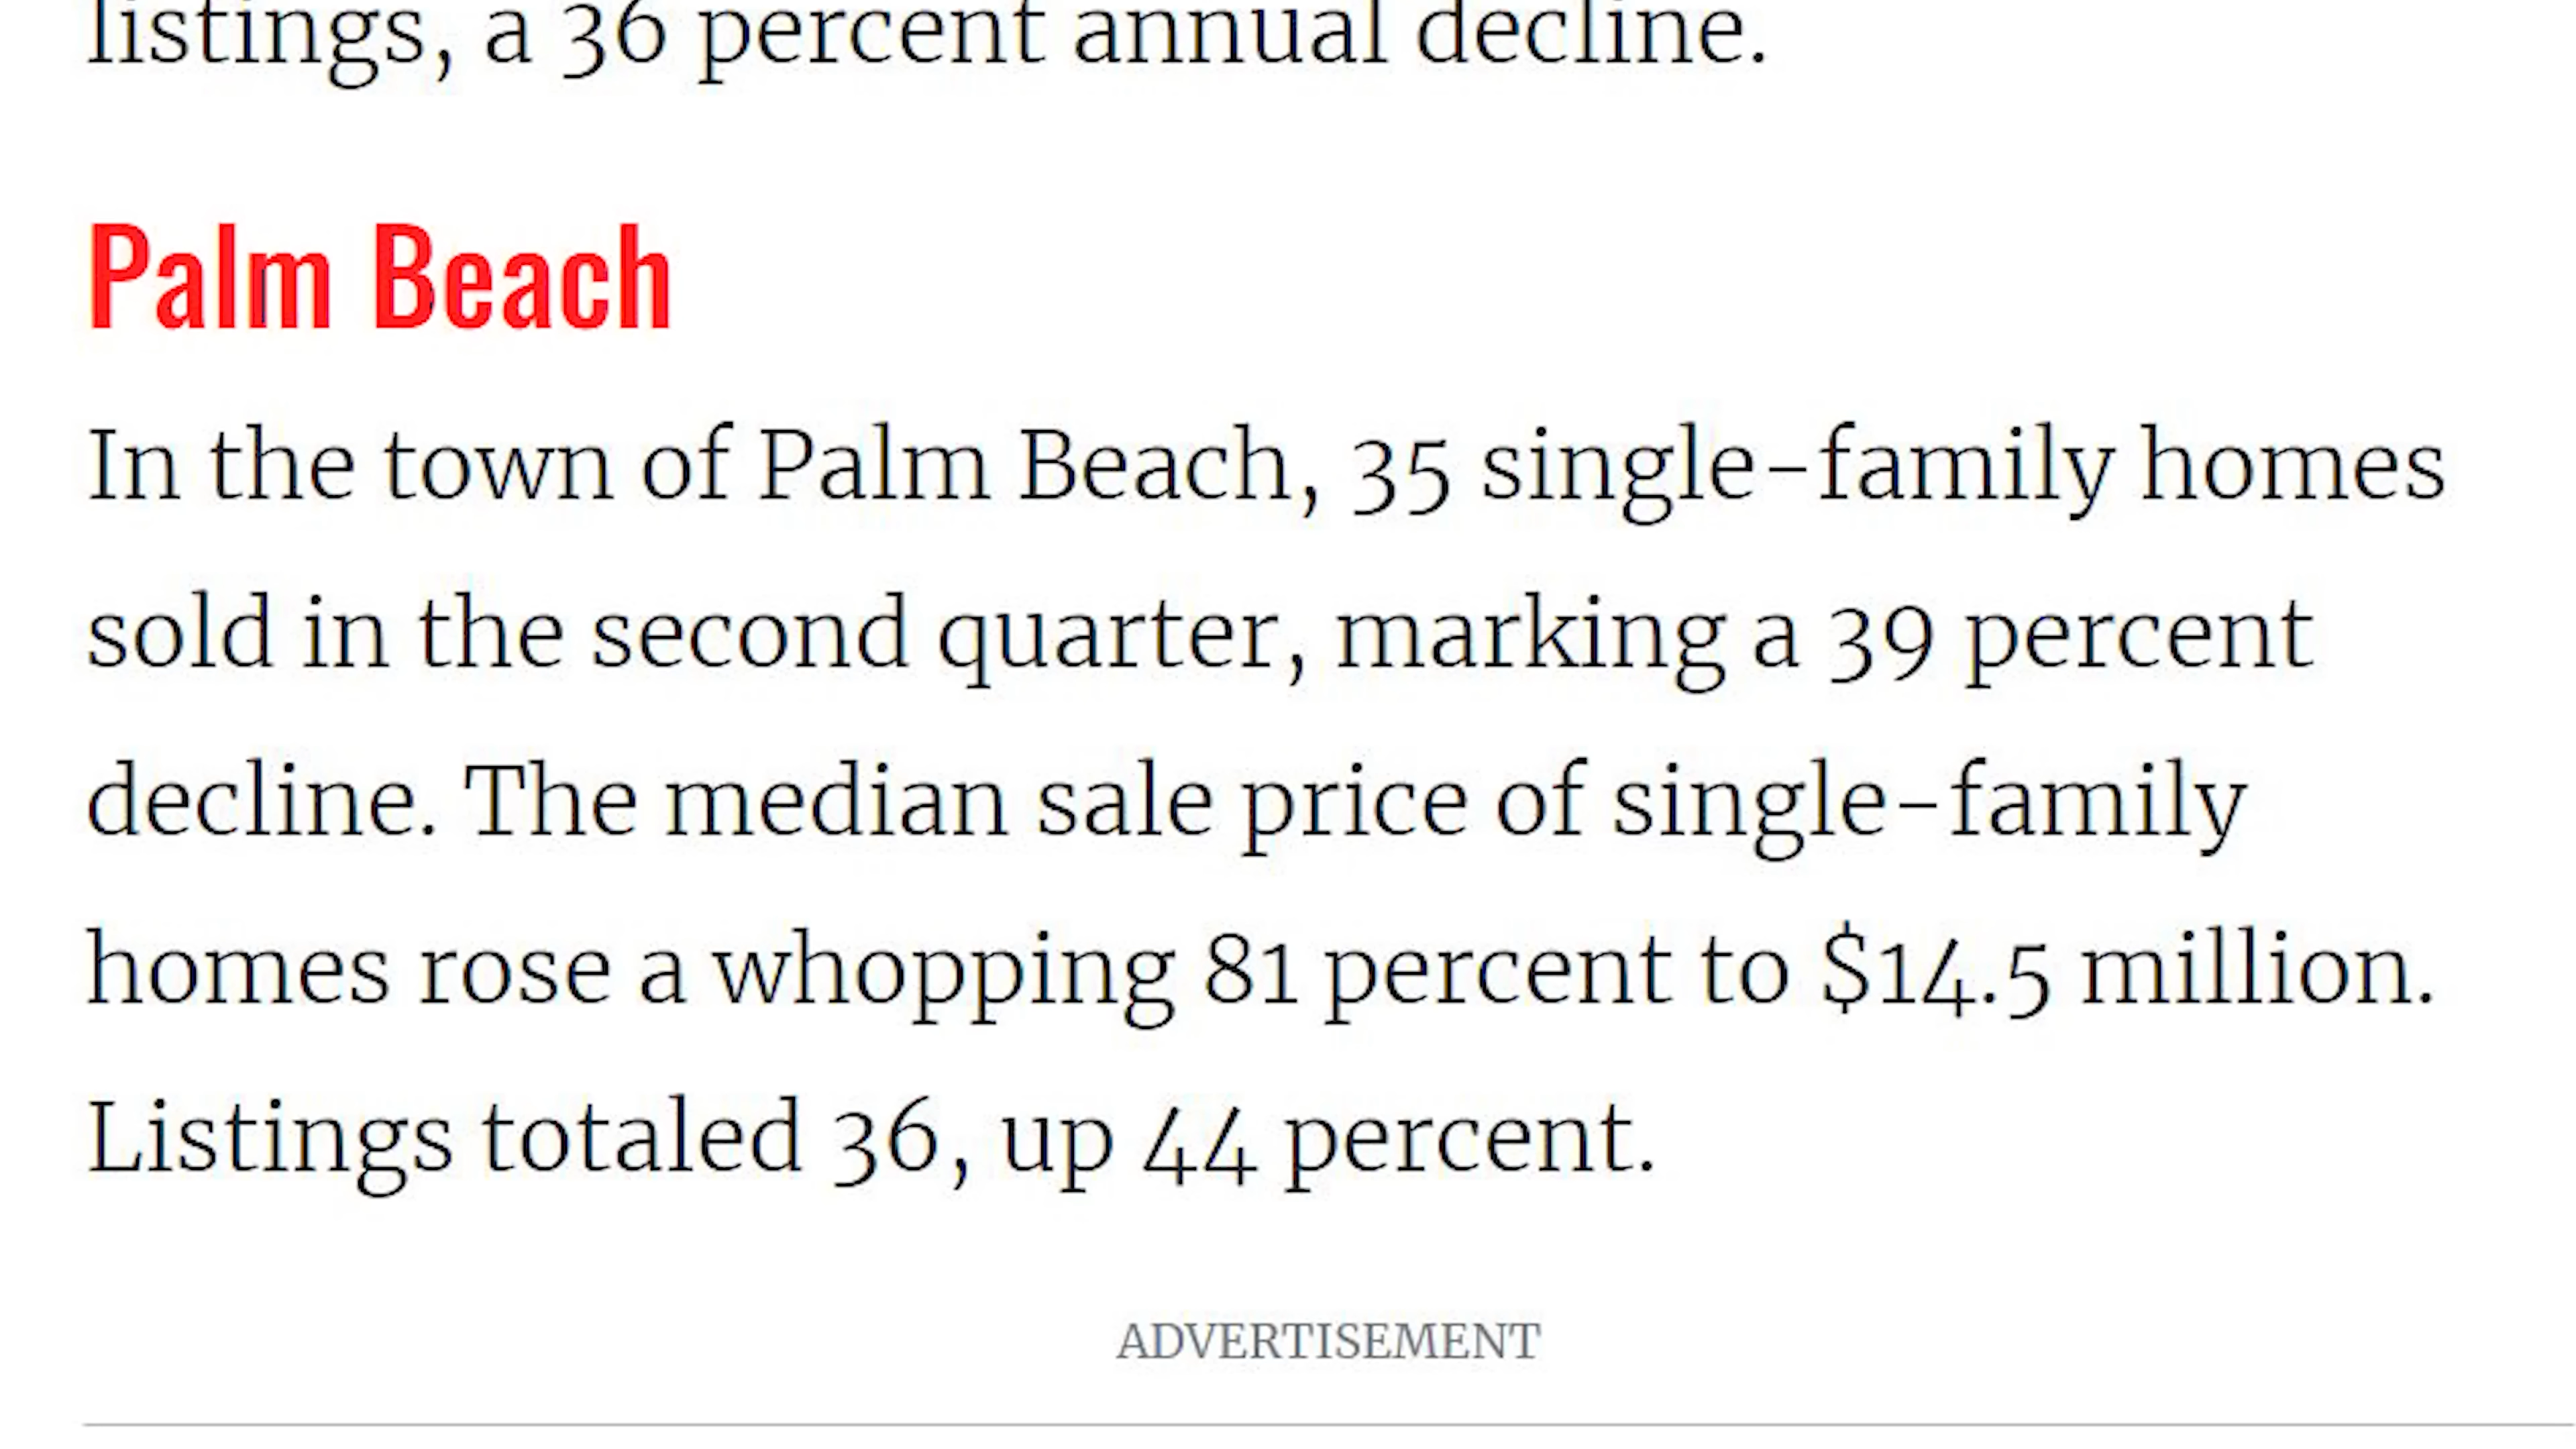 listings, a 36 percent annual decline.
Palm Beach
In the town of Palm Beach, 35 single-family homes
sold in the second quarter, marking a 39 percent
decline. The median sale price of single-family
homes rose a whopping 81 percent to $14.5 million.
Listings totaled 36, up 44 percent.
ADVERTISEMENT